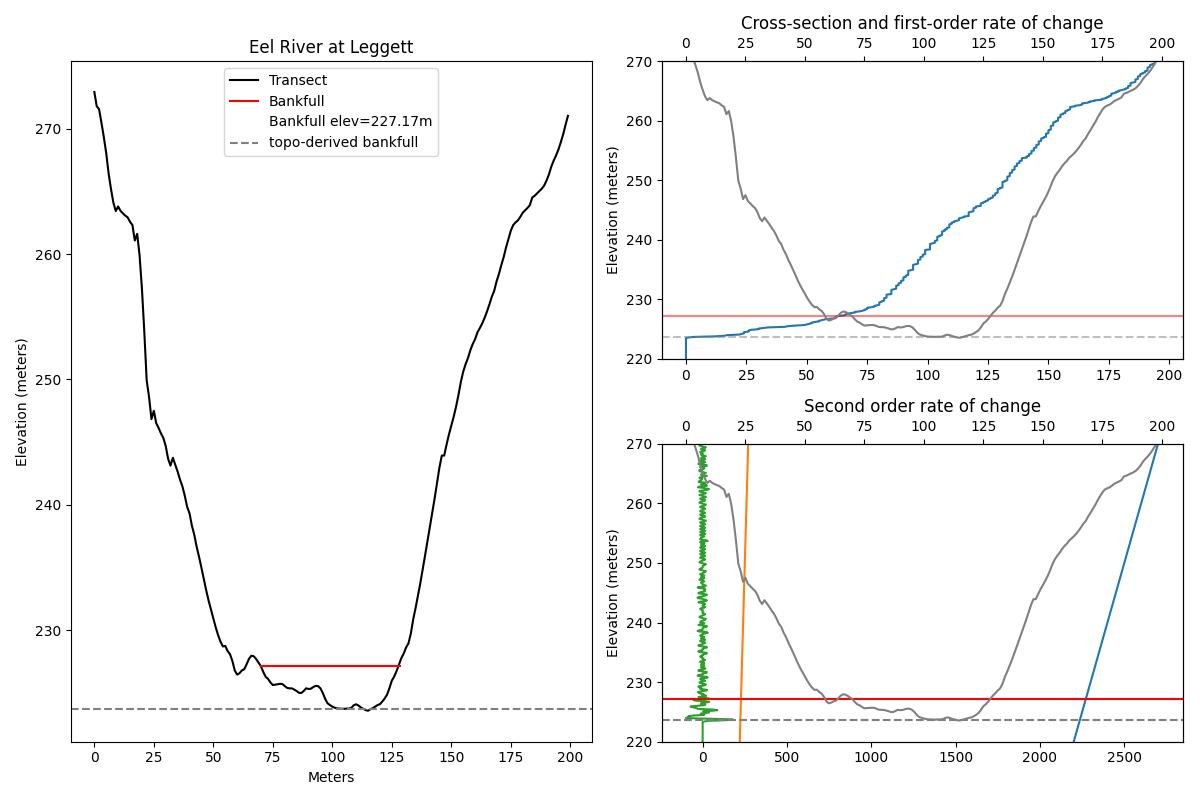 Eel River at Leggett
Transect
Bankfull
Bankfull elev=227.17m
topo-derived bankfull
270
260
250
240
230
Elevation (meters)
0 25 50 75 100 125 150 175 200
Meters
Cross-section and first-order rate of change
0 25 50 75 100 125 150 175 200
270
260
250
240
230
220
Elevation (meters)
0 25 50 75 100 125 150 175 200
Second order rate of change
0 25 50 75 100 125 150 175 200
270
260
250
240
230
220
Elevation (meters)
0 500 1000 1500 2000 2500